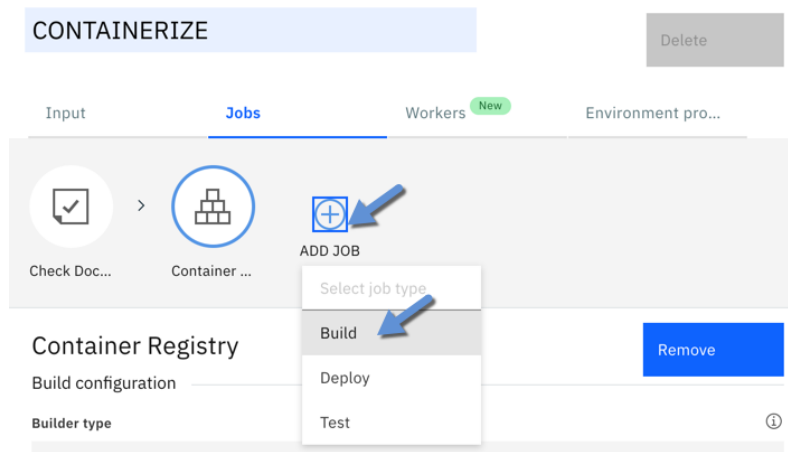 CONTAINERIZE
Delete
Input
Jobs
Workers
New
Environment pro...
ADD JOB
Check Doc...
Container ...
Select job type
Build
Deploy
Test
Container Registry
Remove
Build configuration
Builder type